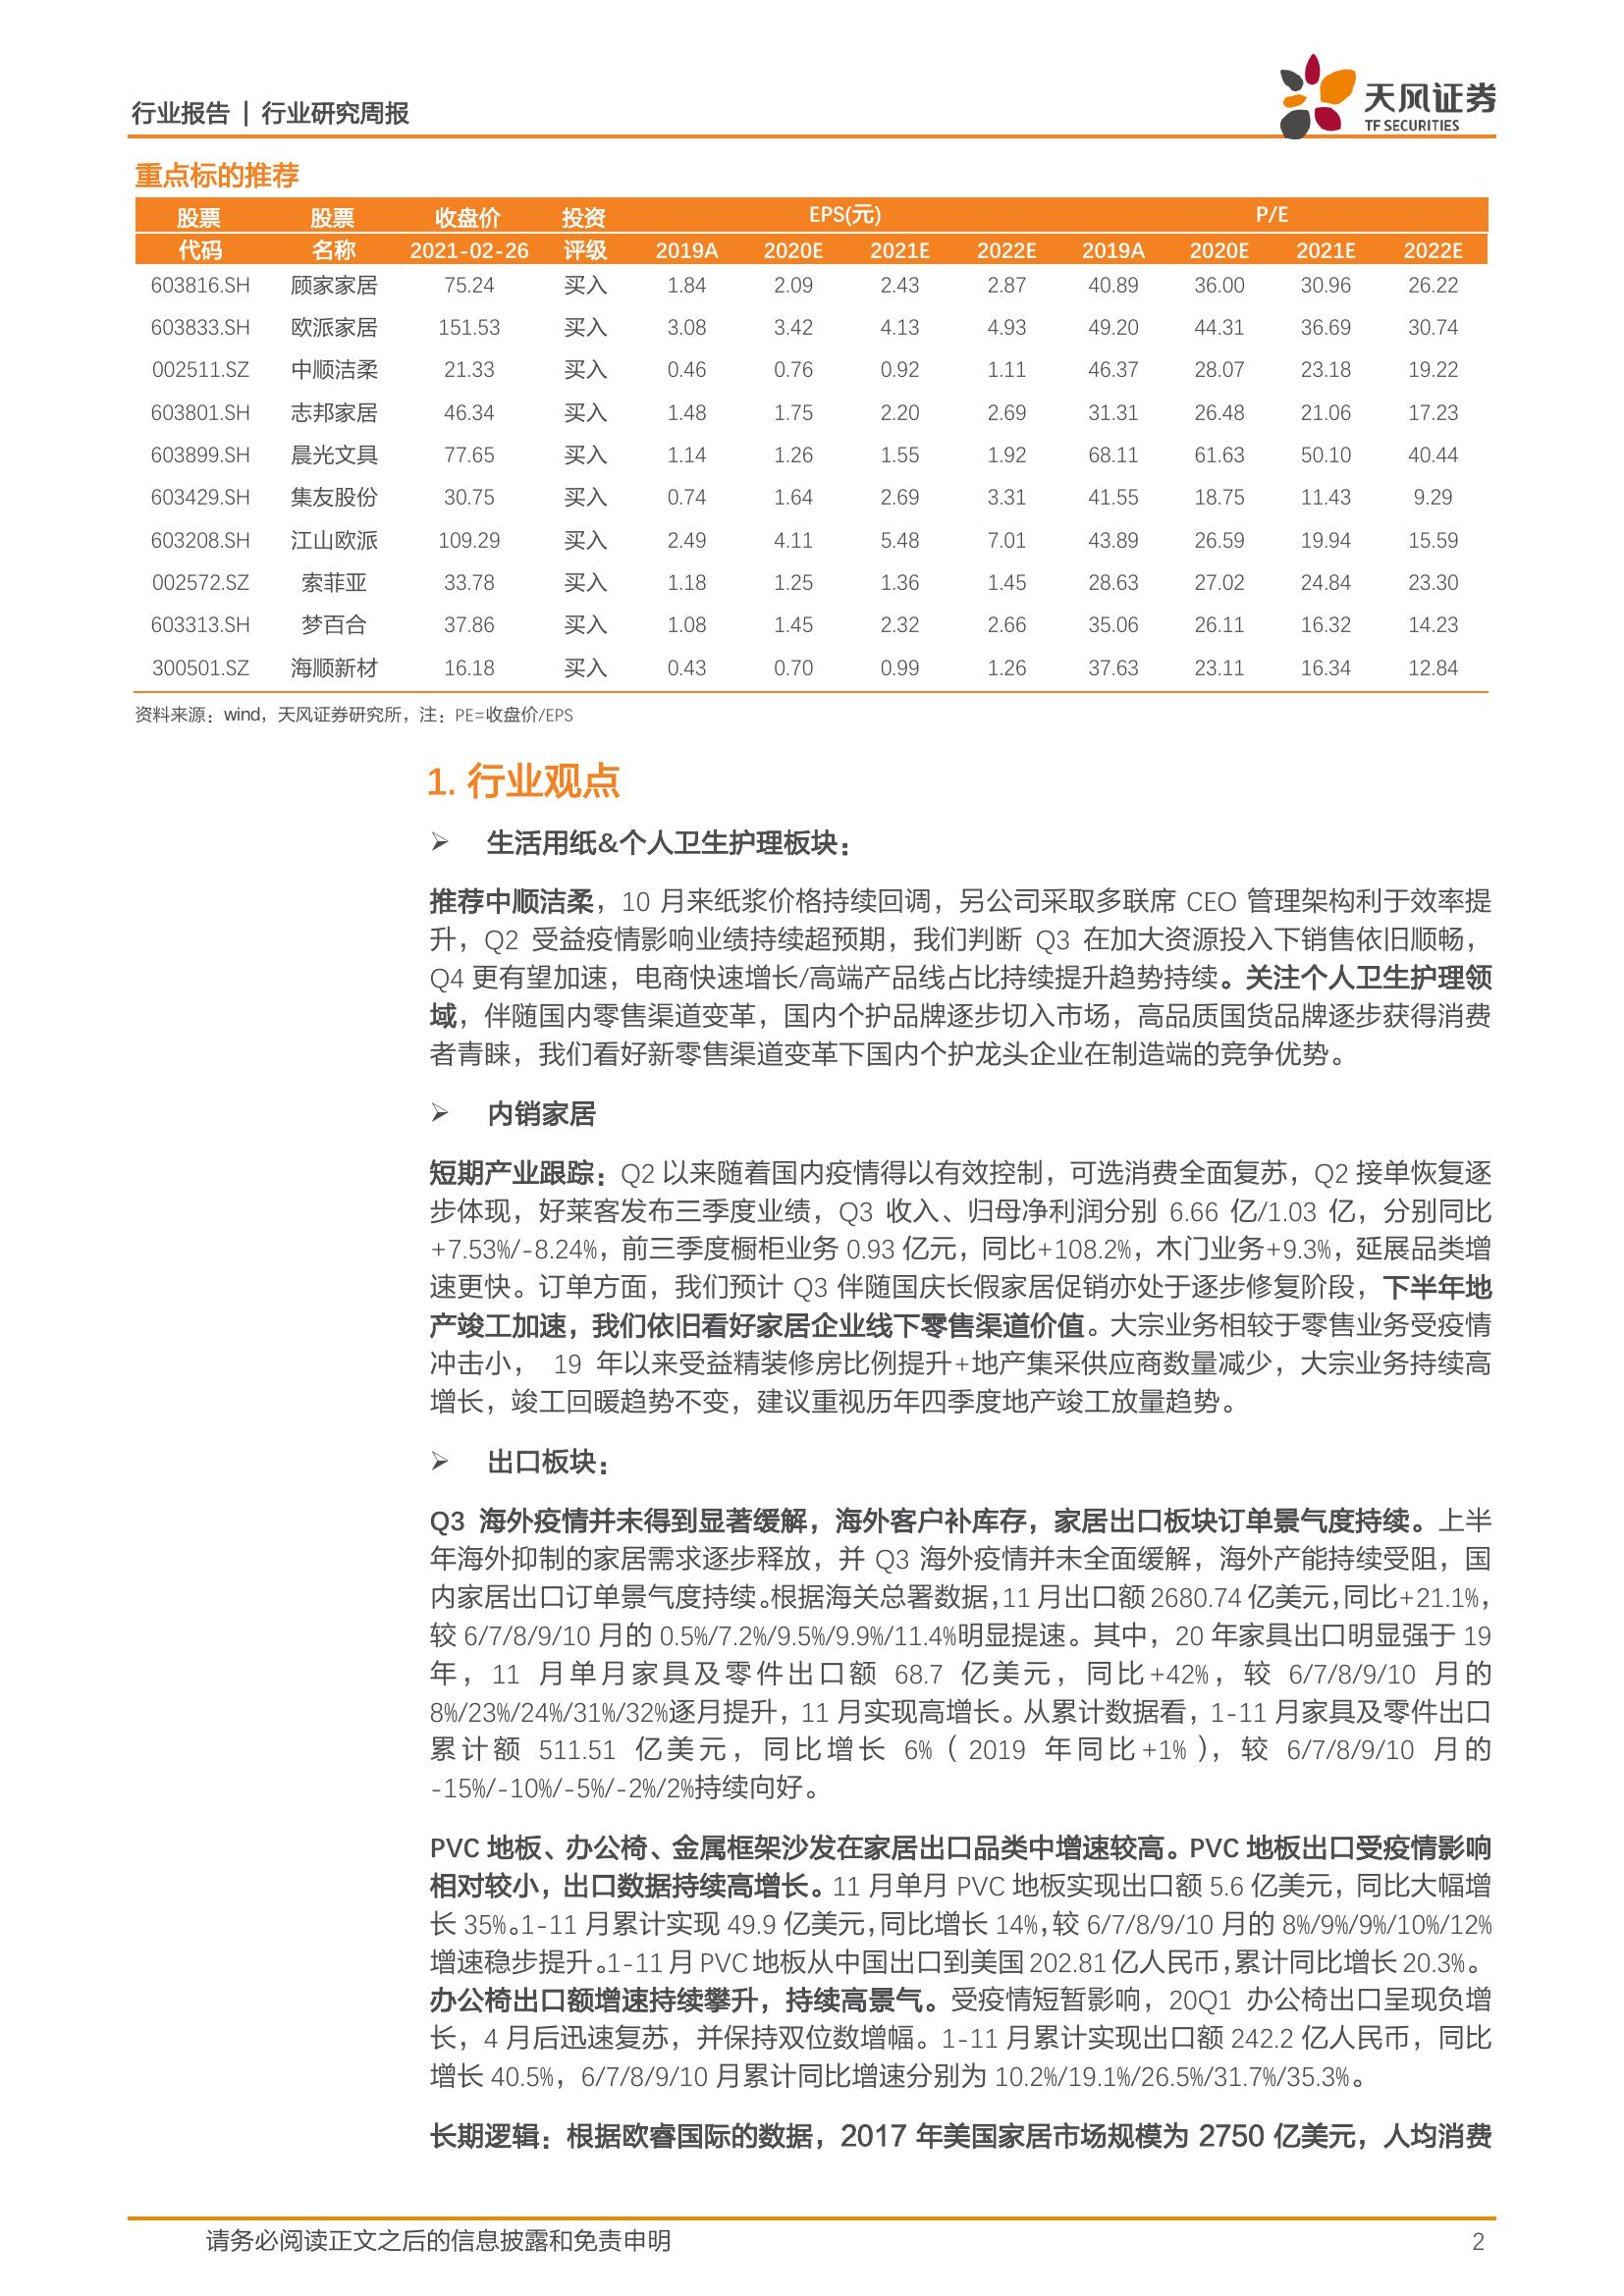 行业报告 | 行业研究周报
天风证券
TF SECURITIES
重点标的推荐
股票 股票 收盘价 投资 EPS(元) P/E
代码 名称 2021-02-26 评级 2019A 2020E 2021E 2022E 2019A 2020E 2021E 2022E
603816.SH 顾家家居 75.24 买入 1.84 2.09 2.43 2.87 40.89 36.00 30.96 26.22
603833.SH 欧派家居 151.53 买入 3.08 3.42 4.13 4.93 49.20 44.31 36.69 30.74
002511.SZ 中顺洁柔 21.33 买入 0.46 0.76 0.92 1.11 46.37 28.07 23.18 19.22
603801.SH 志邦家居 46.34 买入 1.48 1.75 2.20 2.69 31.31 26.48 21.06 17.23
603899.SH 晨光文具 77.65 买入 1.14 1.26 1.55 1.92 68.11 61.63 50.10 40.44
603429.SH 集友股份 30.75 买入 0.74 1.64 2.69 3.31 41.55 18.75 11.43 9.29
603208.SH 江山欧派 109.29 买入 2.49 4.11 5.48 7.01 43.89 26.59 19.94 15.59
002572.SZ 索菲亚 33.78 买入 1.18 1.25 1.36 1.45 28.63 27.02 24.84 23.30
603313.SH 梦百合 37.86 买入 1.08 1.45 2.32 2.66 35.06 26.11 16.32 14.23
300501.SZ 海顺新材 16.18 买入 0.43 0.70 0.99 1.26 37.63 23.11 16.34 12.84
资料来源：wind，天风证券研究所，注：PE=收盘价/EPS
1. 行业观点
➢ 生活用纸&个人卫生护理板块：
推荐中顺洁柔，10 月来纸浆价格持续回调，另公司采取多联席 CEO 管理架构利于效率提
升，Q2 受益疫情影响业绩持续超预期，我们判断 Q3 在加大资源投入下销售依旧顺畅，
Q4 更有望加速，电商快速增长/高端产品线占比持续提升趋势持续。关注个人卫生护理领
域，伴随国内零售渠道变革，国内个护品牌逐步切入市场，高品质国货品牌逐步获得消费
者青睐，我们看好新零售渠道变革下国内个护龙头企业在制造端的竞争优势。
➢ 内销家居
短期产业跟踪：Q2 以来随着国内疫情得以有效控制，可选消费全面复苏，Q2 接单恢复逐
步体现，好莱客发布三季度业绩，Q3 收入、归母净利润分别 6.66 亿/1.03 亿，分别同比
+7.53%/-8.24%，前三季度橱柜业务 0.93 亿元，同比+108.2%，木门业务+9.3%，延展品类增
速更快。订单方面，我们预计 Q3 伴随国庆长假家居促销亦处于逐步修复阶段，下半年地
产竣工加速，我们依旧看好家居企业线下零售渠道价值。大宗业务相较于零售业务受疫情
冲击小， 19 年以来受益精装修房比例提升+地产集采供应商数量减少，大宗业务持续高
增长，竣工回暖趋势不变，建议重视历年四季度地产竣工放量趋势。
➢ 出口板块：
Q3 海外疫情并未得到显著缓解，海外客户补库存，家居出口板块订单景气度持续。上半
年海外抑制的家居需求逐步释放，并 Q3 海外疫情并未全面缓解，海外产能持续受阻，国
内家居出口订单景气度持续。根据海关总署数据，11 月出口额 2680.74 亿美元，同比+21.1%，
较 6/7/8/9/10 月的 0.5%/7.2%/9.5%/9.9%/11.4%明显提速。其中，20 年家具出口明显强于 19
年，11 月单月家具及零件出口额 68.7 亿美元，同比+42%，较 6/7/8/9/10 月的
8%/23%/24%/31%/32%逐月提升，11 月实现高增长。从累计数据看，1-11 月家具及零件出口
累计额 511.51 亿美元，同比增长 6%（2019 年同比+1%），较 6/7/8/9/10 月的
-15%/-10%/-5%/-2%/2%持续向好。
PVC 地板、办公椅、金属框架沙发在家居出口品类中增速较高。PVC 地板出口受疫情影响
相对较小，出口数据持续高增长。11 月单月 PVC 地板实现出口额 5.6 亿美元，同比大幅增
长 35%。1-11 月累计实现 49.9 亿美元，同比增长 14%，较 6/7/8/9/10 月的 8%/9%/9%/10%/12%
增速稳步提升。1-11 月 PVC 地板从中国出口到美国 202.81 亿人民币，累计同比增长 20.3%。
办公椅出口额增速持续攀升，持续高景气。受疫情短暂影响，20Q1 办公椅出口呈现负增
长，4 月后迅速复苏，并保持双位数增幅。1-11 月累计实现出口额 242.2 亿人民币，同比
增长 40.5%，6/7/8/9/10 月累计同比增速分别为 10.2%/19.1%/26.5%/31.7%/35.3%。
长期逻辑：根据欧睿国际的数据，2017 年美国家居市场规模为 2750 亿美元，人均消费
请务必阅读正文之后的信息披露和免责申明 2